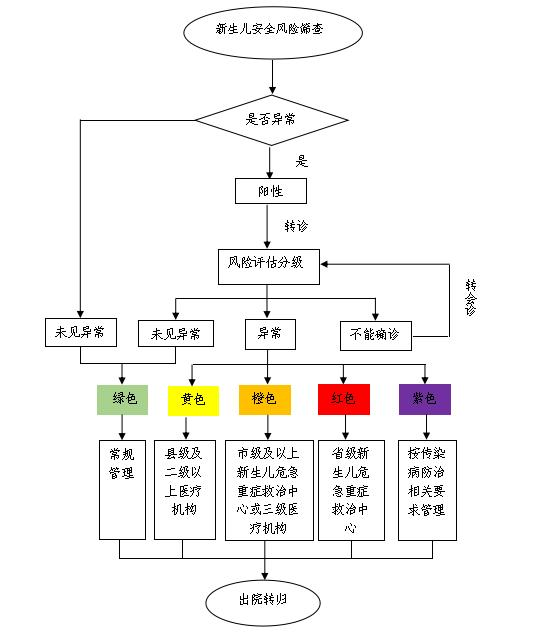 新生儿安全风险筛查
是否异常
是
阳性
转诊
风险评估分级
转会诊
未见异常
未见异常
异常
不能确诊
绿色
黄色
橙色
红色
紫色
常规
管理
县级及
二级以
上医疗
机构
市级及以上
新生儿危急
重症救治中
心或三级医
疗机构
省级新
生儿危
急重症
救治中
心
按传染
病防治
相关要
求管理
出院转归